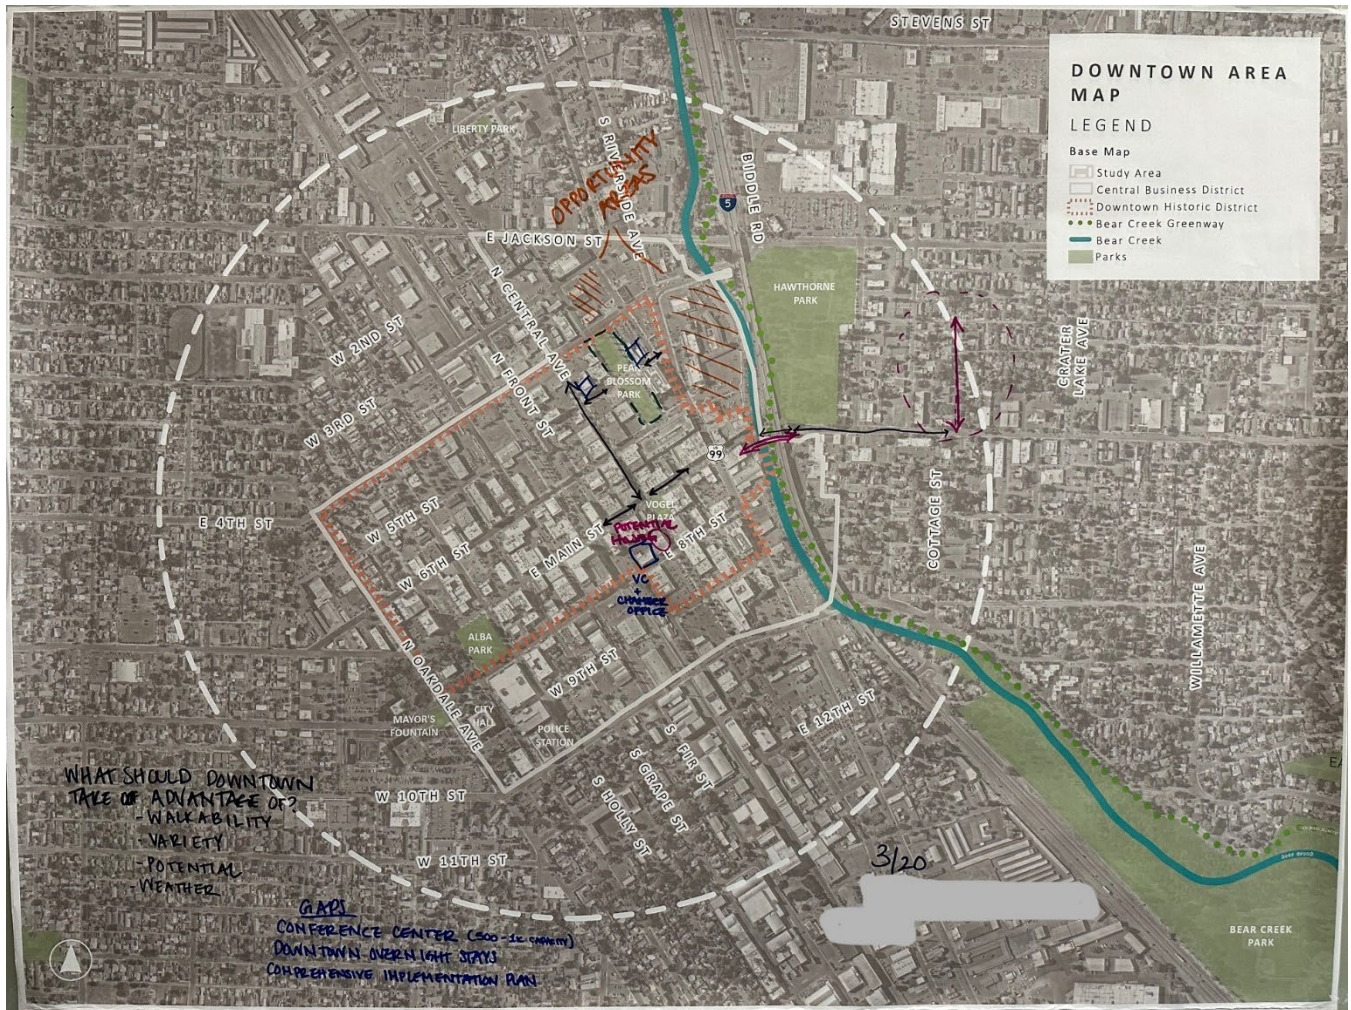 STEVENS ST
DOWNTOWN AREA
MAP
LEGEND
Base Map
Study Area
Central Business District
Downtown Historic District
Bear Creek Greenway
Bear Creek
Parks
LIBERTY PARK
S RIVERSIDE AVE
OPPORTUNITY
AREAS
BIDDLE RD
5
E JACKSON ST
HAWTHORNE
PARK
N CENTRAL AVE
N FRONT ST
W 2ND ST
W 3RD ST
CRATER
LAKE AVE
PEAR
BLOSSOM
PARK
99
E 4TH ST
W 5TH ST
W 6TH ST
E MAIN ST
VOGEL
PLAZA
POTENTIAL
HOUSING
E 8TH ST
VC
+
CHAMBER
OFFICE
COTTAGE ST
WILLAMETTE AVE
ALBA
PARK
N OAKDALE AVE
W 9TH ST
CITY
HALL
MAYOR'S
FOUNTAIN
POLICE
STATION
E 12TH ST
S FIR ST
S GRAPE ST
S HOLLY ST
W 10TH ST
W 11TH ST
EA
WHAT SHOULD DOWNTOWN
TAKE OF ADVANTAGE OF?
- WALKABILITY
- VARIETY
- POTENTIAL
- WEATHER
3/20
GAPS
CONFERENCE CENTER (500-1K CAPACITY)
DOWNTOWN OVERNIGHT STAYS
COMPREHENSIVE IMPLEMENTATION PLAN
BEAR CREEK
BEAR CREEK
PARK